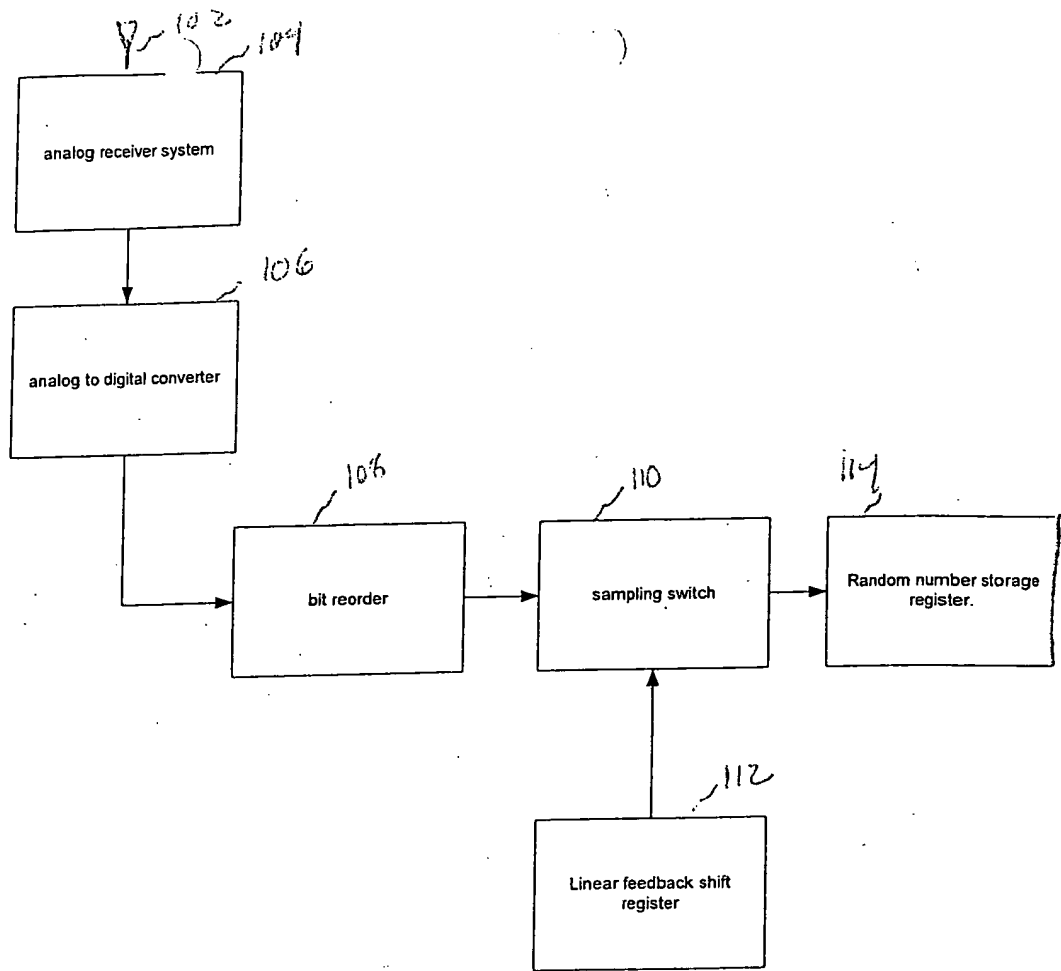 102
104
analog receiver system
106
analog to digital converter
108
110
114
bit reorder
sampling switch
Random number storage
register.
112
Linear feedback shift
register